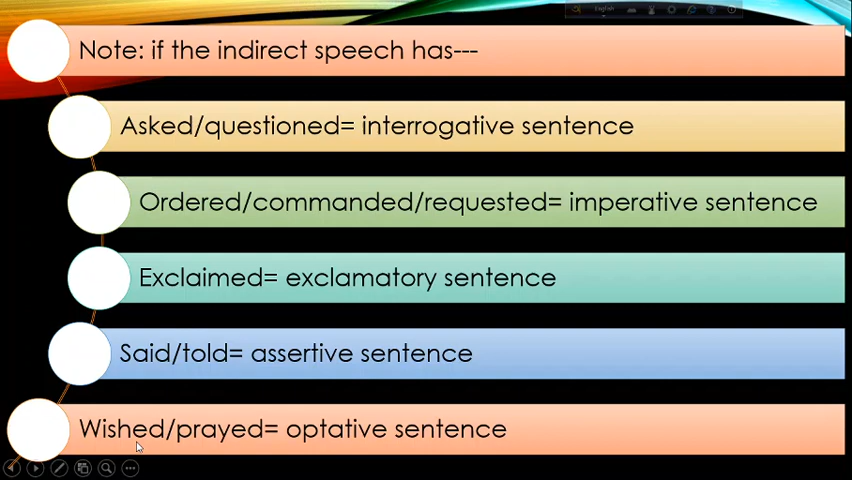 English
Note: if the indirect speech has---
Asked/questioned= interrogative sentence
Ordered/commanded/requested= imperative sentence
Exclaimed= exclamatory sentence
Said/told= assertive sentence
Wished/prayed= optative sentence